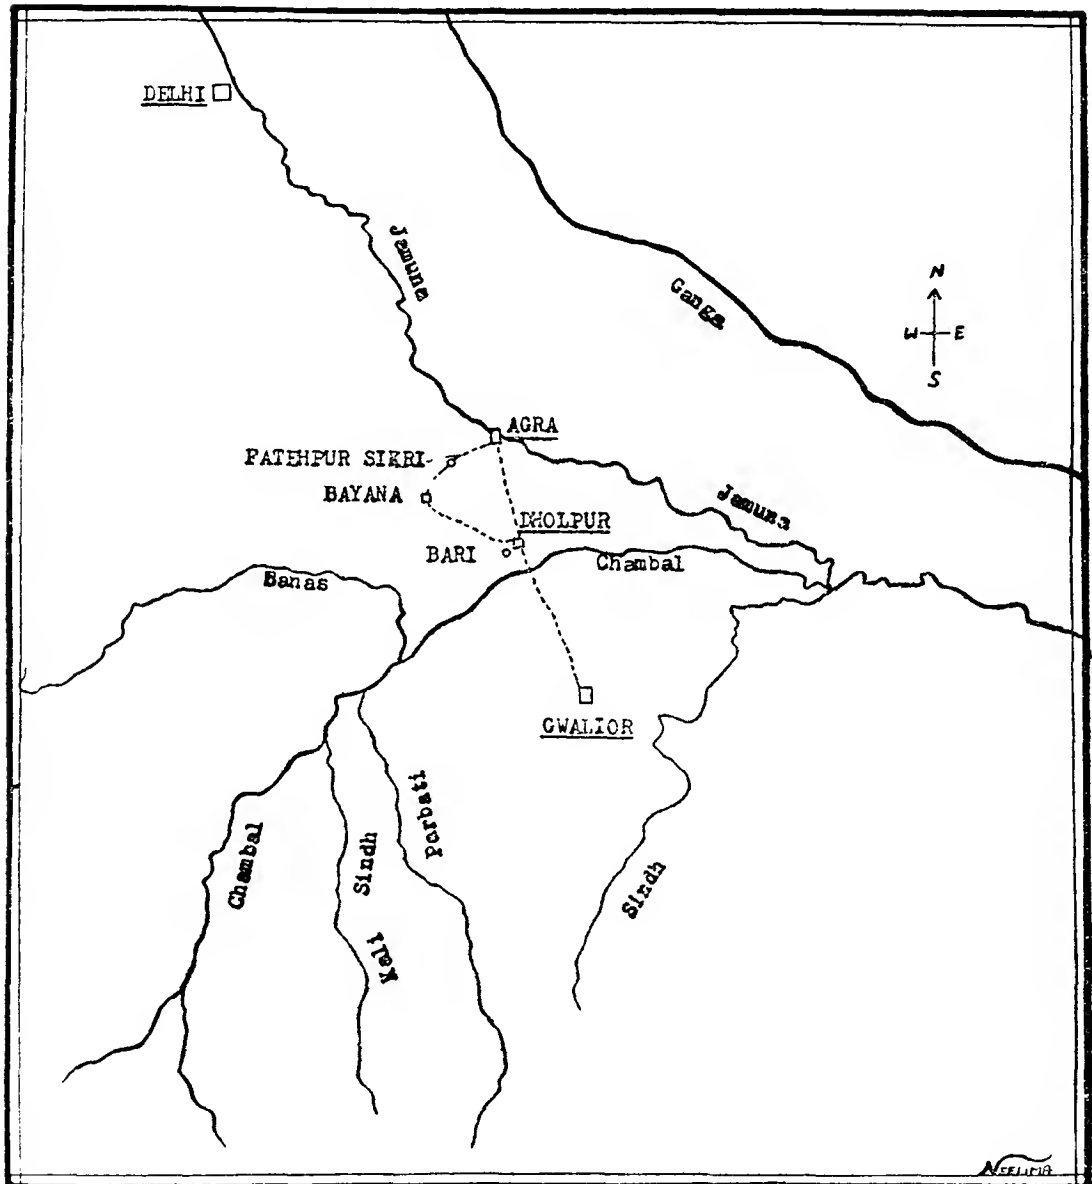 DELHI
Jamuna
Ganga
N
W E
S
AGRA
FATEHPUR SIKRI
BAYANA
Jamuna
DHOLPUR
BARI
Chambal
Banas
GWALIOR
Parbati
Chambal
Sindh
Kali
Sindh
NEELIMA